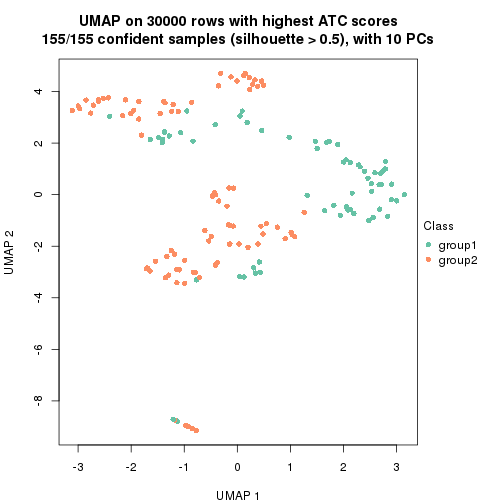 UMAP on 30000 rows with highest ATC scores
155/155 confident samples (silhouette > 0.5), with 10 PCs
4
2
0
-2
-4
-6
-8
UMAP 2
-3
-2
-1
0
1
2
3
UMAP 1
Class
group1
group2